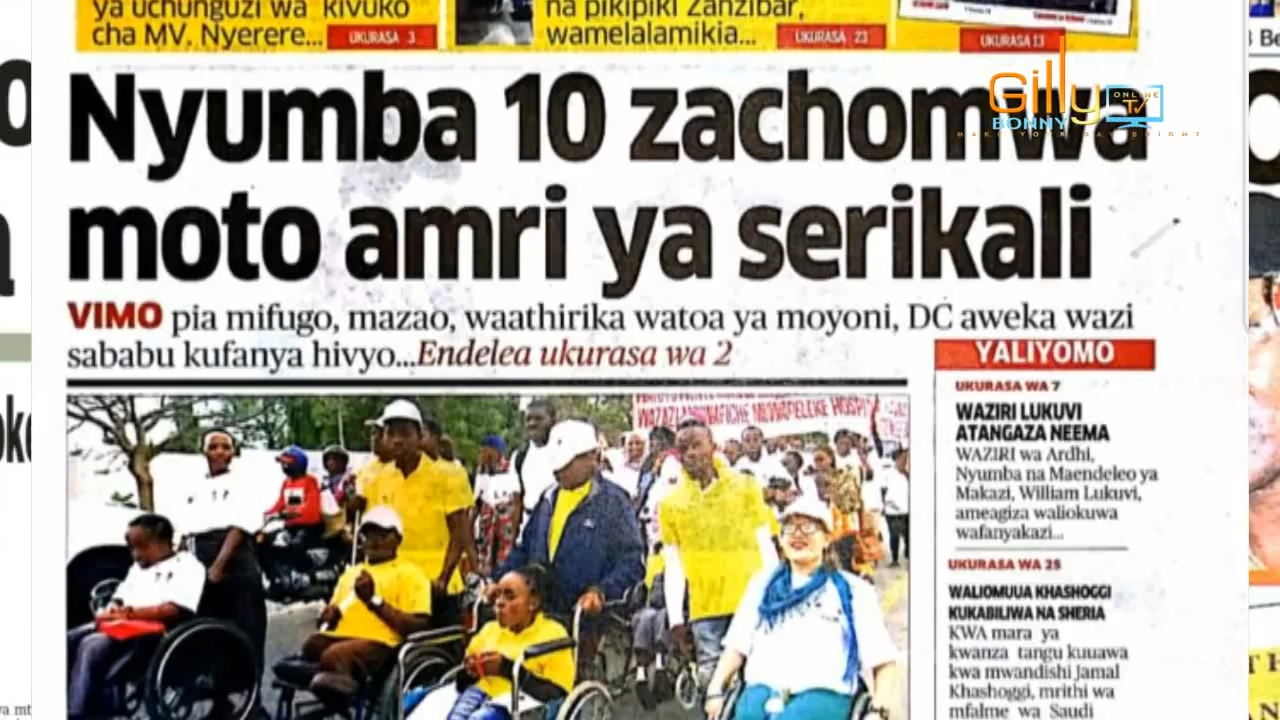 ya uchunguzi wa kivuko
cha MV. Nyerere...
UKURASA 3
na pikipiki Zanzibar,
wamelalamikia...
UKURASA 23
UKURASA 13
Gilly
BONNY
ONLINE
TV
Nyumba 10 zachomwa
moto amri ya serikali
VIMO pia mifugo, mazao, waathirika watoa ya moyoni, DC aweka wazi
sababu kufanya hivyo...Endelea ukurasa wa 2
YALIYOMO
UKURASA WA 7
WAZIRI LUKUVI
ATANGAZA NEEMA
WAZIRI wa Ardhi,
Nyumba na Maendeleo ya
Makazi, William Lukuvi,
ameagiza waliokuwa
wafanyakazi...
UKURASA WA 25
WALIOMUUA KHASHOGGI
KUKABILIWA NA SHERIA
KWA mara ya
kwanza tangu kuuawa
kwa mwandishi Jamal
Khashoggi, mrithi wa
mfalme wa Saudi